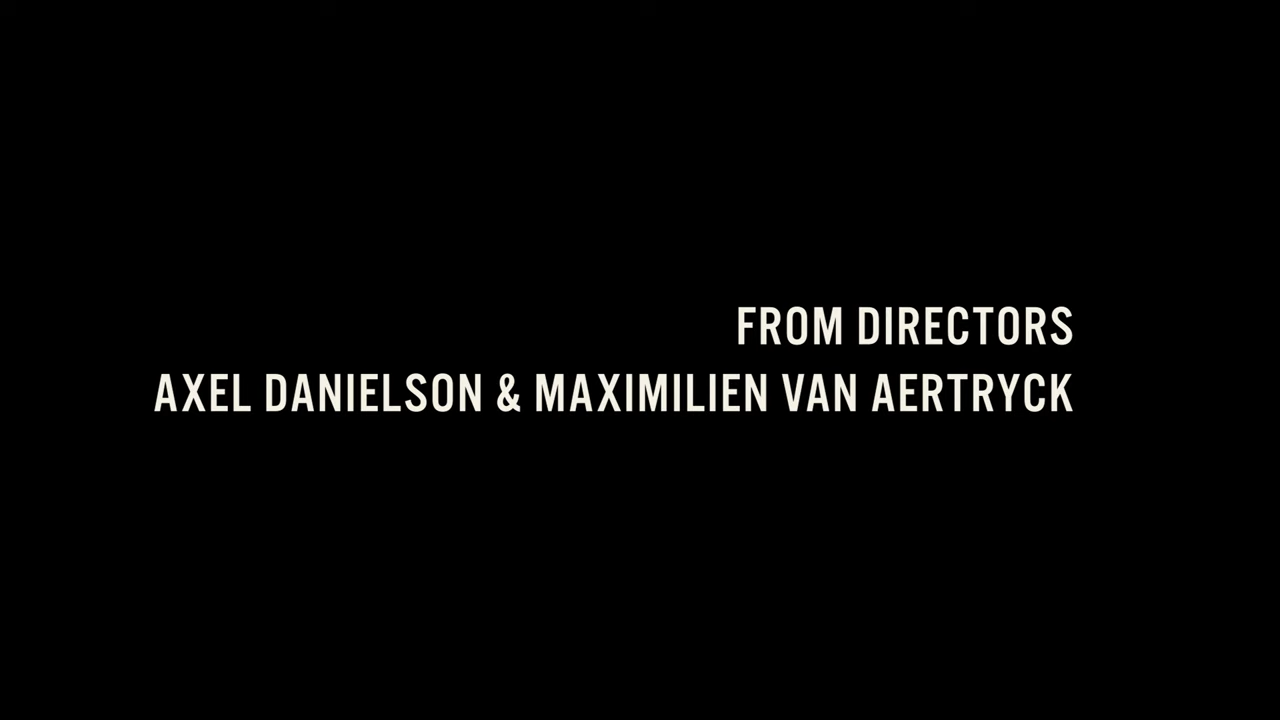 FROM DIRECTORS
AXEL DANIELSON & MAXIMILIEN VAN AERTRYCK